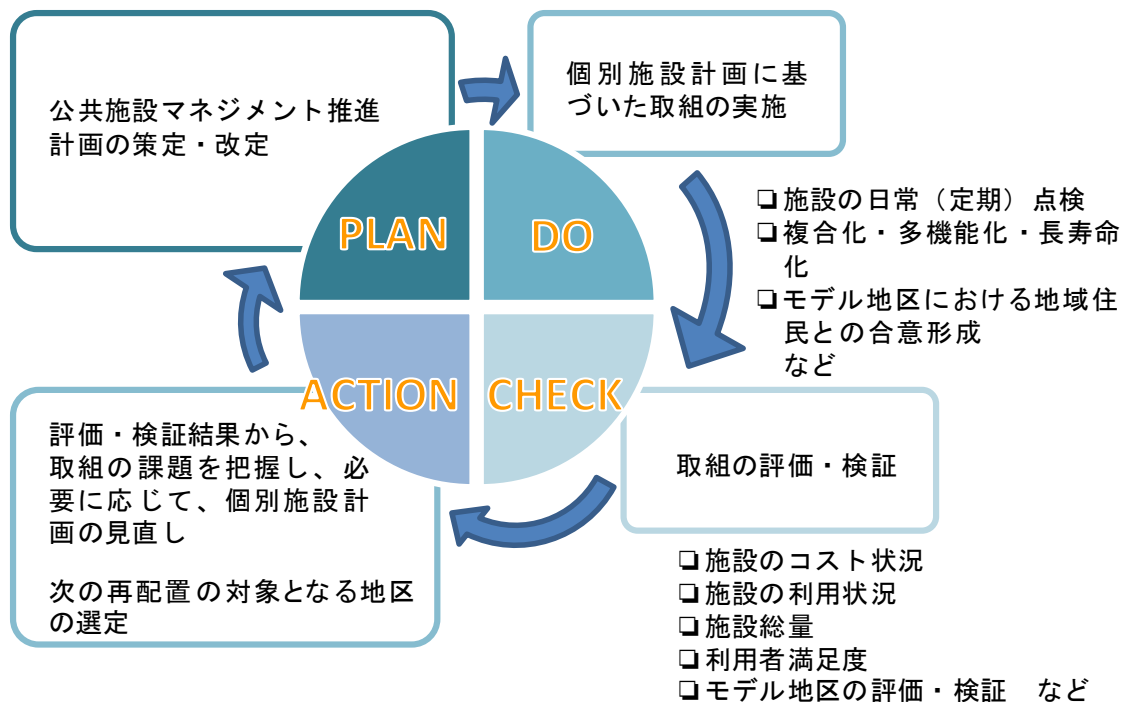 公共施設マネジメント推進
計画の策定・改定
PLAN
個別施設計画に基
づいた取組の実施
DO
❏施設の日常（定期）点検
❏複合化・多機能化・長寿命
化
❏モデル地区における地域住
民との合意形成
など
CHECK
取組の評価・検証
❏施設のコスト状況
❏施設の利用状況
❏施設総量
❏利用者満足度
❏モデル地区の評価・検証　など
ACTION
評価・検証結果から、
取組の課題を把握し、必
要に応じて、個別施設計
画の見直し
次の再配置の対象となる地区
の選定